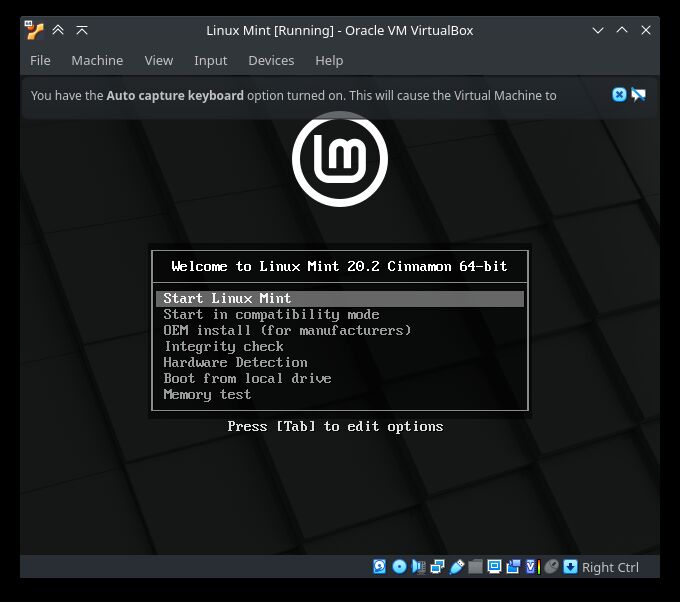 Linux Mint [Running] - Oracle VM VirtualBox
File Machine View Input Devices Help
You have the Auto capture keyboard option turned on. This will cause the Virtual Machine to
lm
Welcome to Linux Mint 20.2 Cinnamon 64-bit
Start Linux Mint
Start in compatibility mode
OEM install (for manufacturers)
Integrity check
Hardware Detection
Boot from local drive
Memory test
Press [Tab] to edit options
Right Ctrl